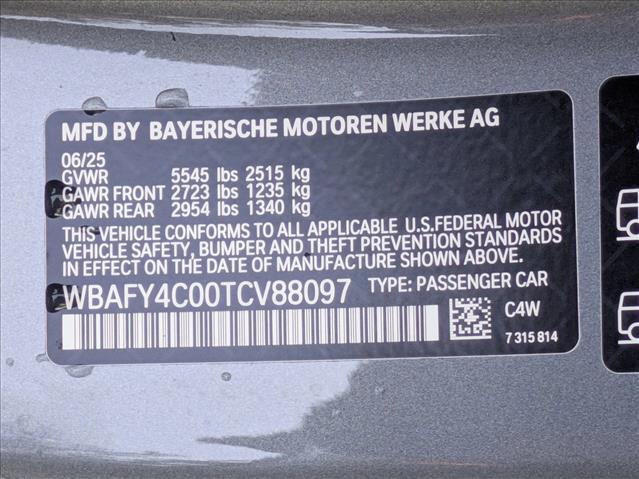 MFD BY BAYERISCHE MOTOREN WERKE AG
06/25
GVWR 5545 lbs 2515 kg
GAWR FRONT 2723 lbs 1235 kg
GAWR REAR 2954 lbs 1340 kg
THIS VEHICLE CONFORMS TO ALL APPLICABLE U.S.FEDERAL MOTOR
VEHICLE SAFETY, BUMPER AND THEFT PREVENTION STANDARDS
IN EFFECT ON THE DATE OF MANUFACTURE SHOWN ABOVE.
WBAFY4C00TCV88097 TYPE: PASSENGER CAR
C4W
7 315 814